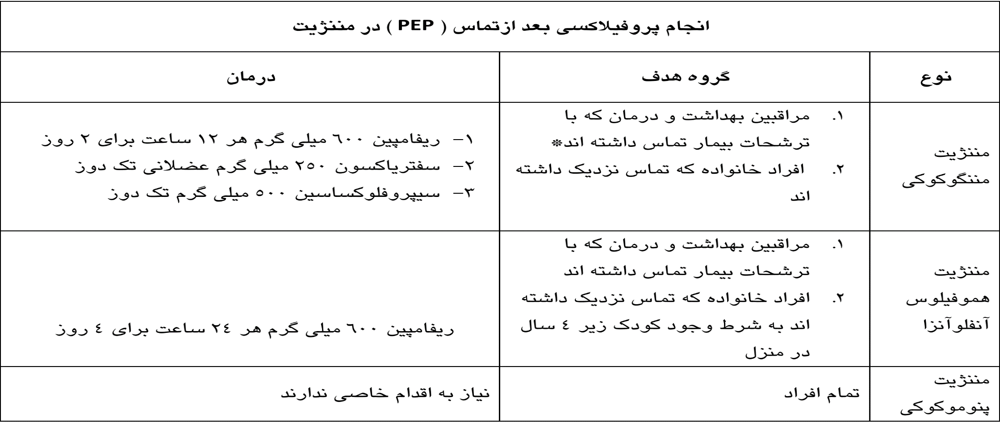 انجام پروفیلاکسی بعد ازتماس ( PEP ) در مننژیت
نوع
گروه هدف
درمان
مننژیت
مننگوکوکی
۱. مراقبین بهداشت و درمان که با
ترشحات بیمار تماس داشته اند*
۲. افراد خانواده که تماس نزدیک داشته
اند
۱- ریفامپین ٦۰۰ میلی گرم هر ۱۲ ساعت برای ۲ روز
۲- سفتریاکسون ۲٥۰ میلی گرم عضلانی تک دوز
۳- سیپروفلوکساسین ٥۰۰ میلی گرم تک دوز
مننژیت
هموفیلوس
آنفلوآنزا
۱. مراقبین بهداشت و درمان که با
ترشحات بیمار تماس داشته اند
۲. افراد خانواده که تماس نزدیک داشته
اند به شرط وجود کودک زیر ٤ سال
در منزل
ریفامپین ٦۰۰ میلی گرم هر ۲٤ ساعت برای ٤ روز
مننژیت
پنوموکوکی
تمام افراد
نیاز به اقدام خاصی ندارند